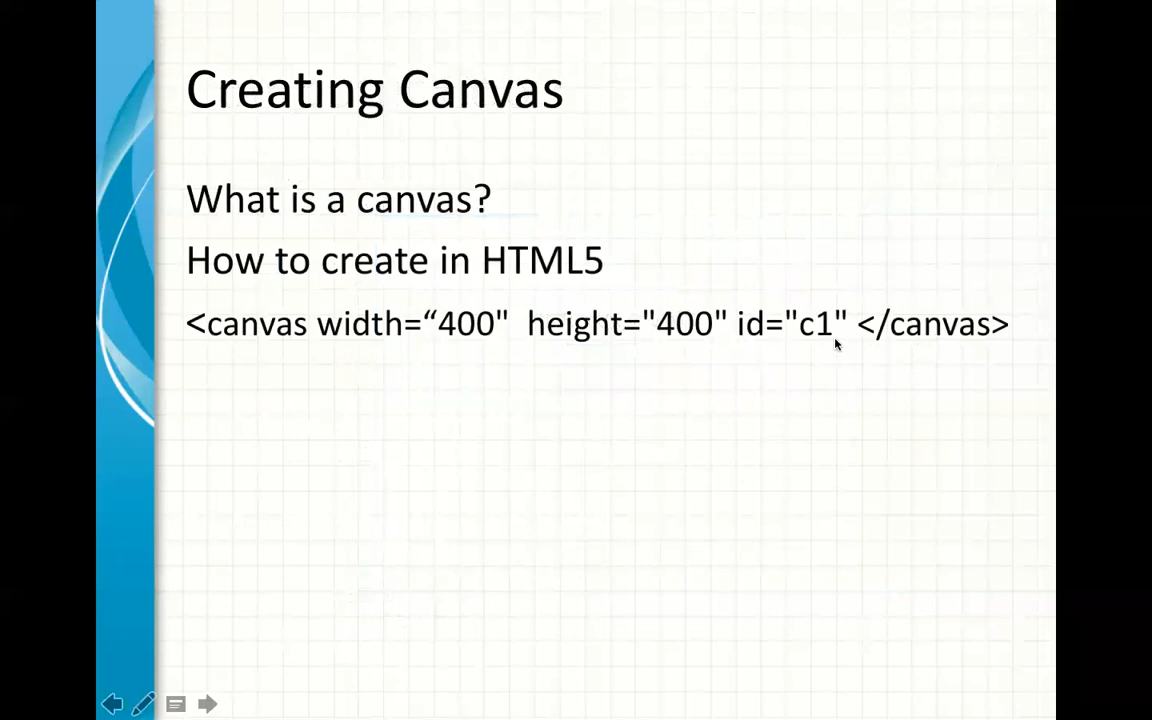 Creating Canvas
What is a canvas?
How to create in HTML5
<canvas width=“400"  height="400" id="c1" </canvas>